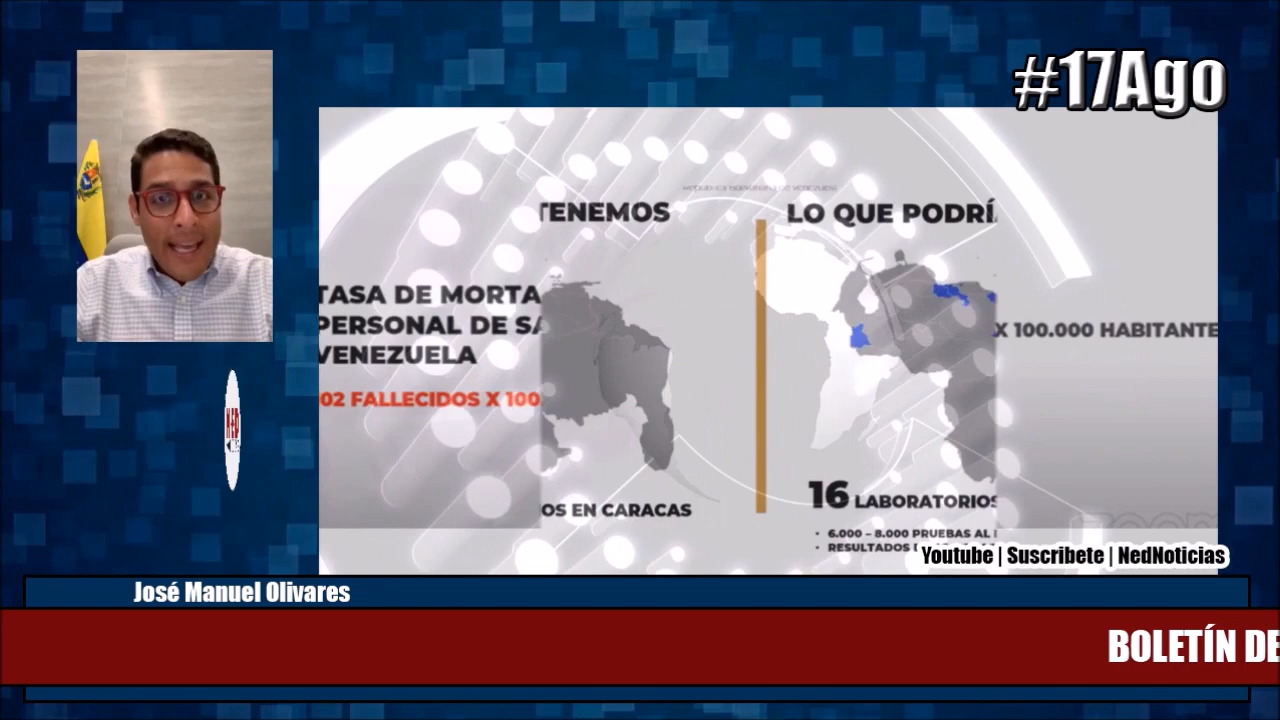 #17Ago
TENEMOS
LO QUE PODRÍ
TASA DE MORTA
PERSONAL DE SA
VENEZUELA
02 FALLECIDOS X 100
X 100.000 HABITANTE
OS EN CARACAS
16 LABORATORIOS
• 6.000 – 8.000 PRUEBAS AL
• RESULTADOS
Youtube | Suscribete | NedNoticias
José Manuel Olivares
BOLETÍN DE